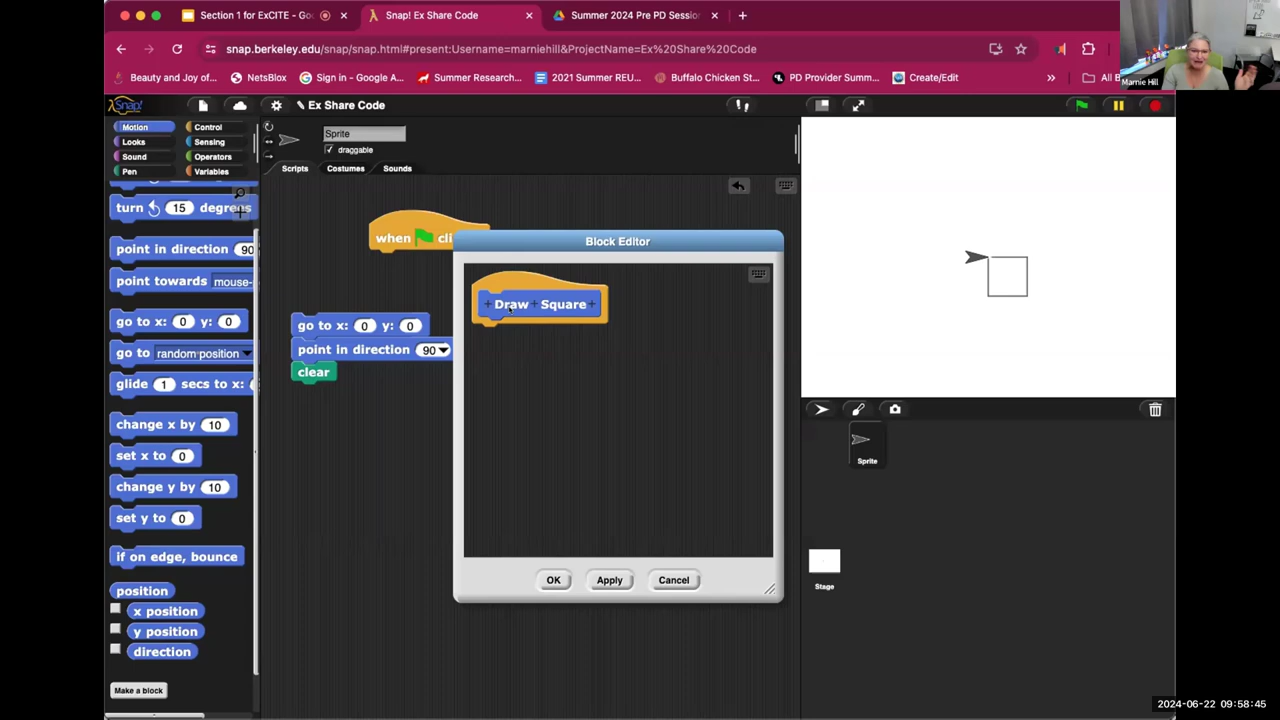 Section 1 for ExCITE - Goo
Snap! Ex Share Code
Summer 2024 Pre PD Session
snap.berkeley.edu/snap/snap.html#present:Username=marniehill&ProjectName=Ex%20Share%20Code
Beauty and Joy of...
NetsBlox
Sign in - Google A...
Summer Research...
2021 Summer REU...
Buffalo Chicken St...
PD Provider Summ...
Create/Edit
»
All B
Marnie Hill
Snap!
Ex Share Code
Motion
Control
Looks
Sensing
Sound
Operators
Pen
Variables
Sprite
draggable
Scripts
Costumes
Sounds
turn 15 degrees
point in direction 90
point towards mouse-
go to x: 0 y: 0
go to random position
glide 1 secs to x:
change x by 10
set x to 0
change y by 10
set y to 0
if on edge, bounce
position
x position
y position
direction
Make a block
when cli
go to x: 0 y: 0
point in direction 90
clear
Block Editor
+ Draw + Square +
OK
Apply
Cancel
Sprite
Stage
2024-06-22 09:58:45